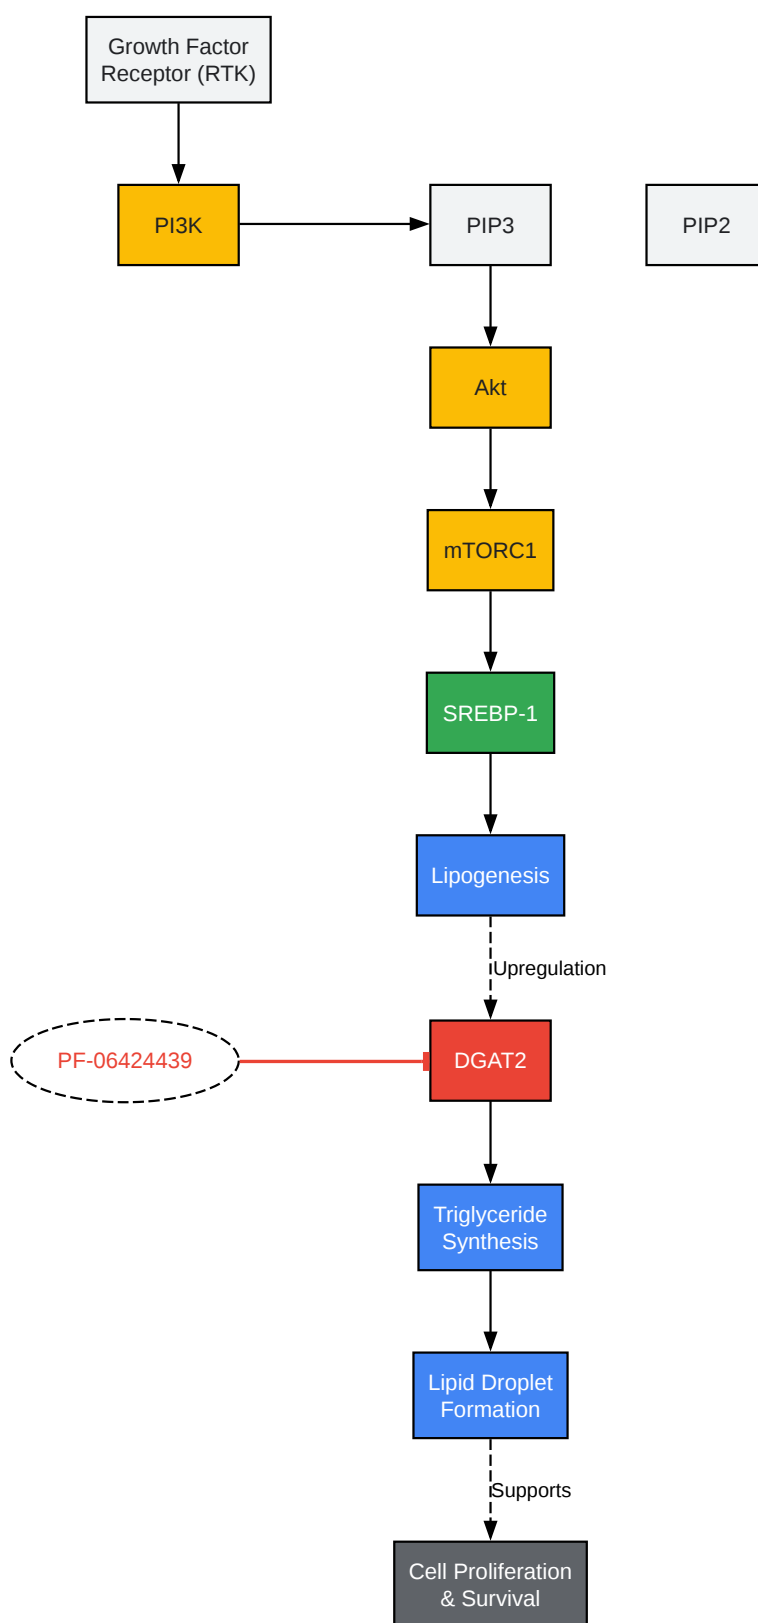 Growth Factor
Receptor (RTK)
PI3K
PIP3
PIP2
Akt
mTORC1
SREBP-1
Lipogenesis
Upregulation
PF-06424439
DGAT2
Triglyceride
Synthesis
Lipid Droplet
Formation
Supports
Cell Proliferation
& Survival